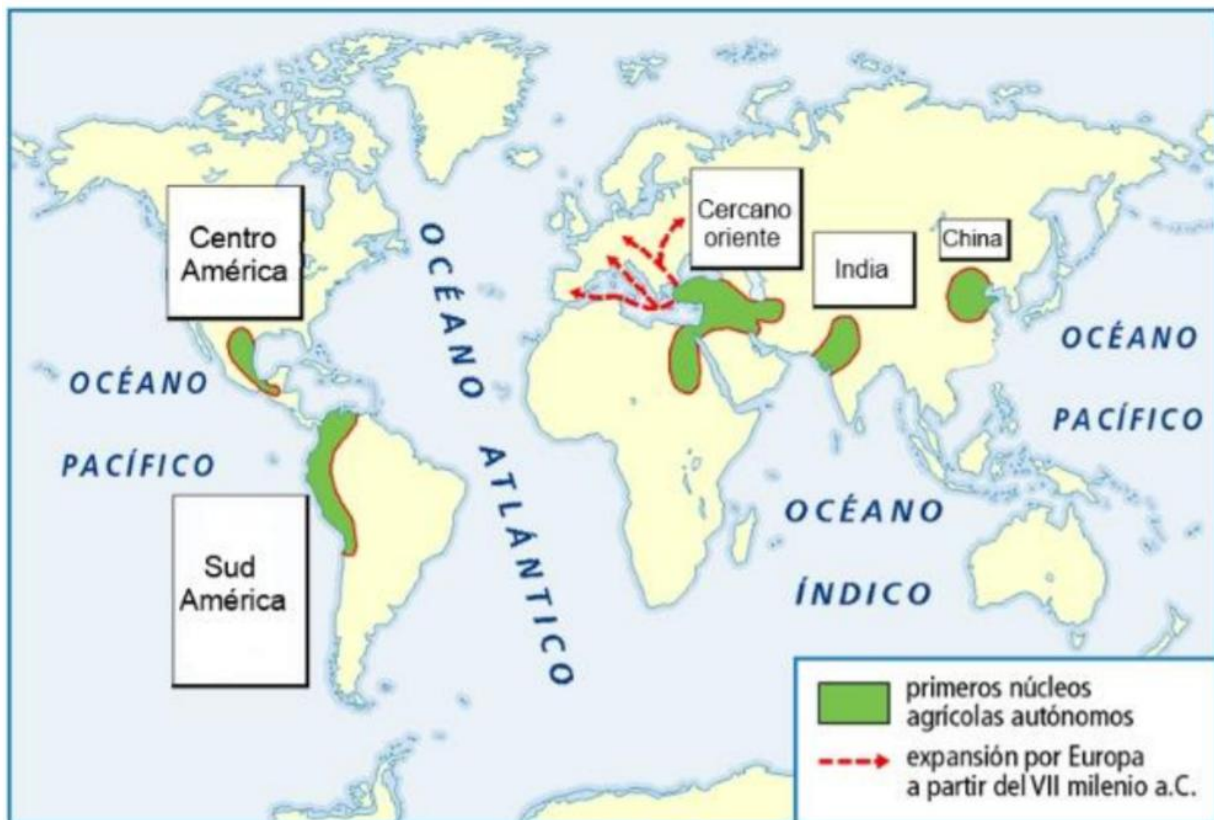 Centro
América
Cercano
oriente
China
India
OCÉANO
ATLÁNTICO
OCÉANO
PACÍFICO
OCÉANO
PACÍFICO
Sud
América
OCÉANO
ÍNDICO
primeros núcleos
agrícolas autónomos
expansión por Europa
a partir del VII milenio a.C.